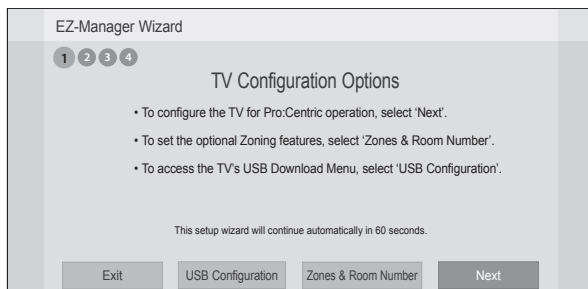 EZ-Manager Wizard
1 2 3 4
TV Configuration Options
• To configure the TV for Pro:Centric operation, select ‘Next’.
• To set the optional Zoning features, select ‘Zones & Room Number’.
• To access the TV’s USB Download Menu, select ‘USB Configuration’.
This setup wizard will continue automatically in 60 seconds.
Exit USB Configuration Zones & Room Number Next